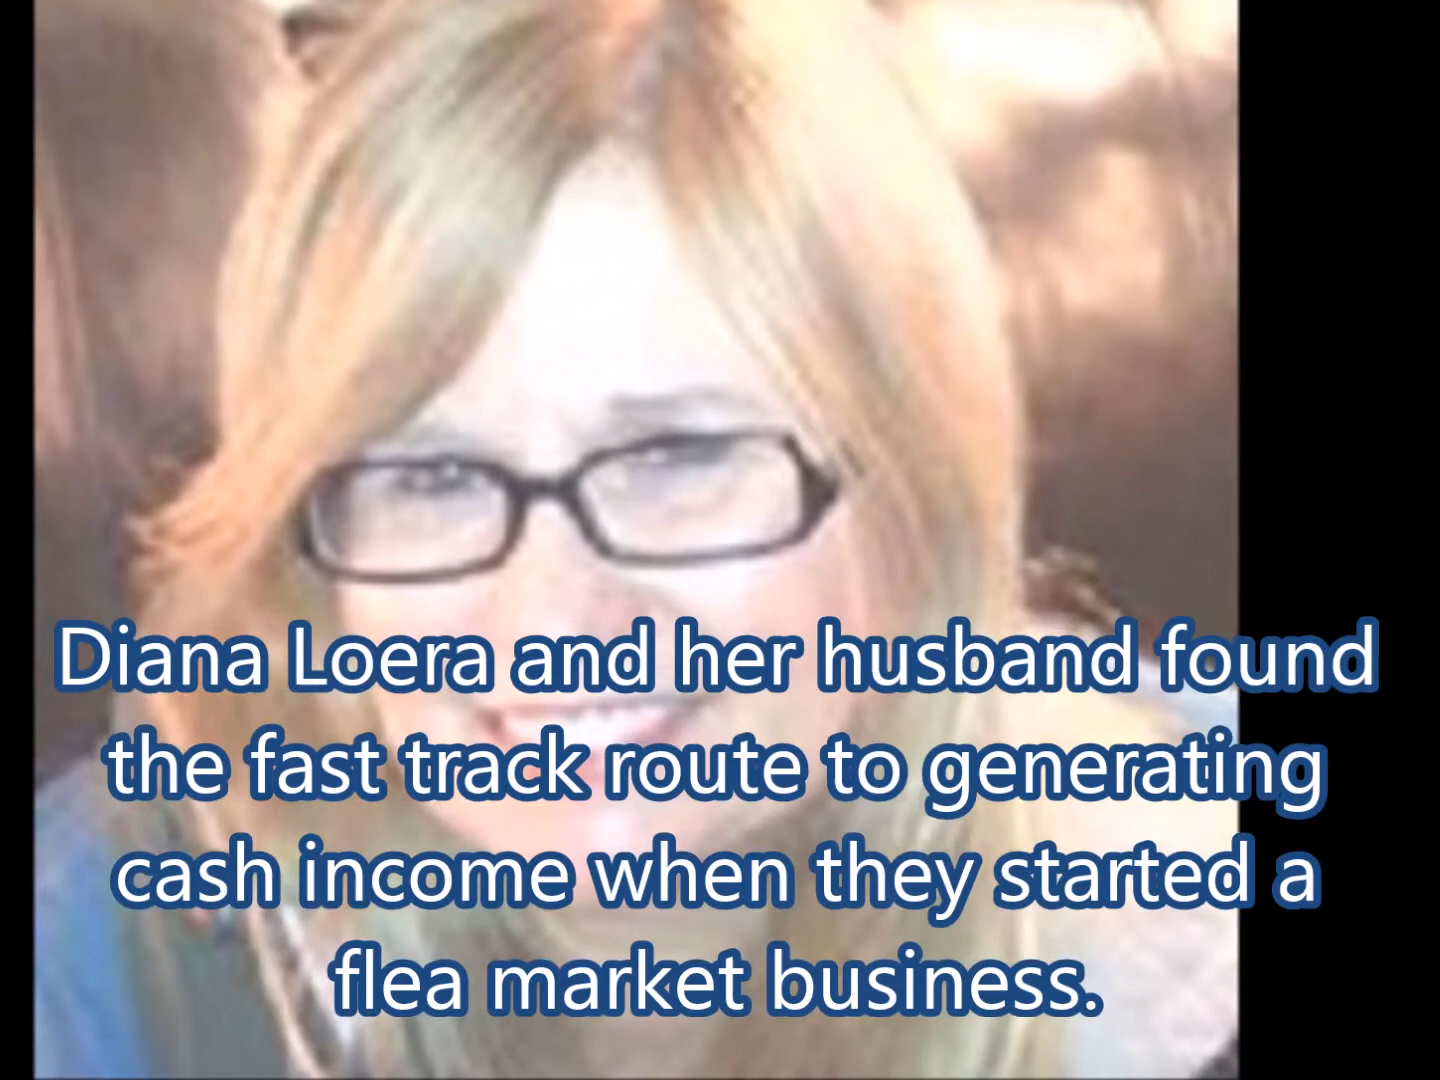 Diana Loera and her husband found
the fast track route to generating
cash income when they started a
flea market business.